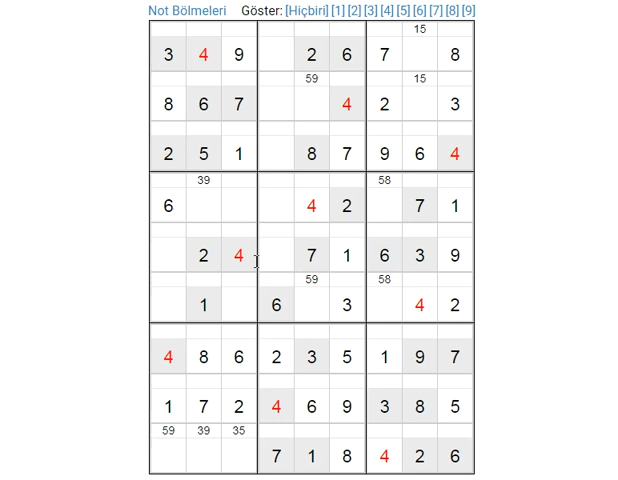 Not Bölmeleri Göster: [Hiçbiri] [1] [2] [3] [4] [5] [6] [7] [8] [9]
15
3 4 9 2 6 7 8
59 15
8 6 7 4 2 3
2 5 1 8 7 9 6 4
39 58
6 4 2 7 1
2 4 7 1 6 3 9
59 58
1 6 3 4 2
4 8 6 2 3 5 1 9 7
1 7 2 4 6 9 3 8 5
59 39 35
7 1 8 4 2 6